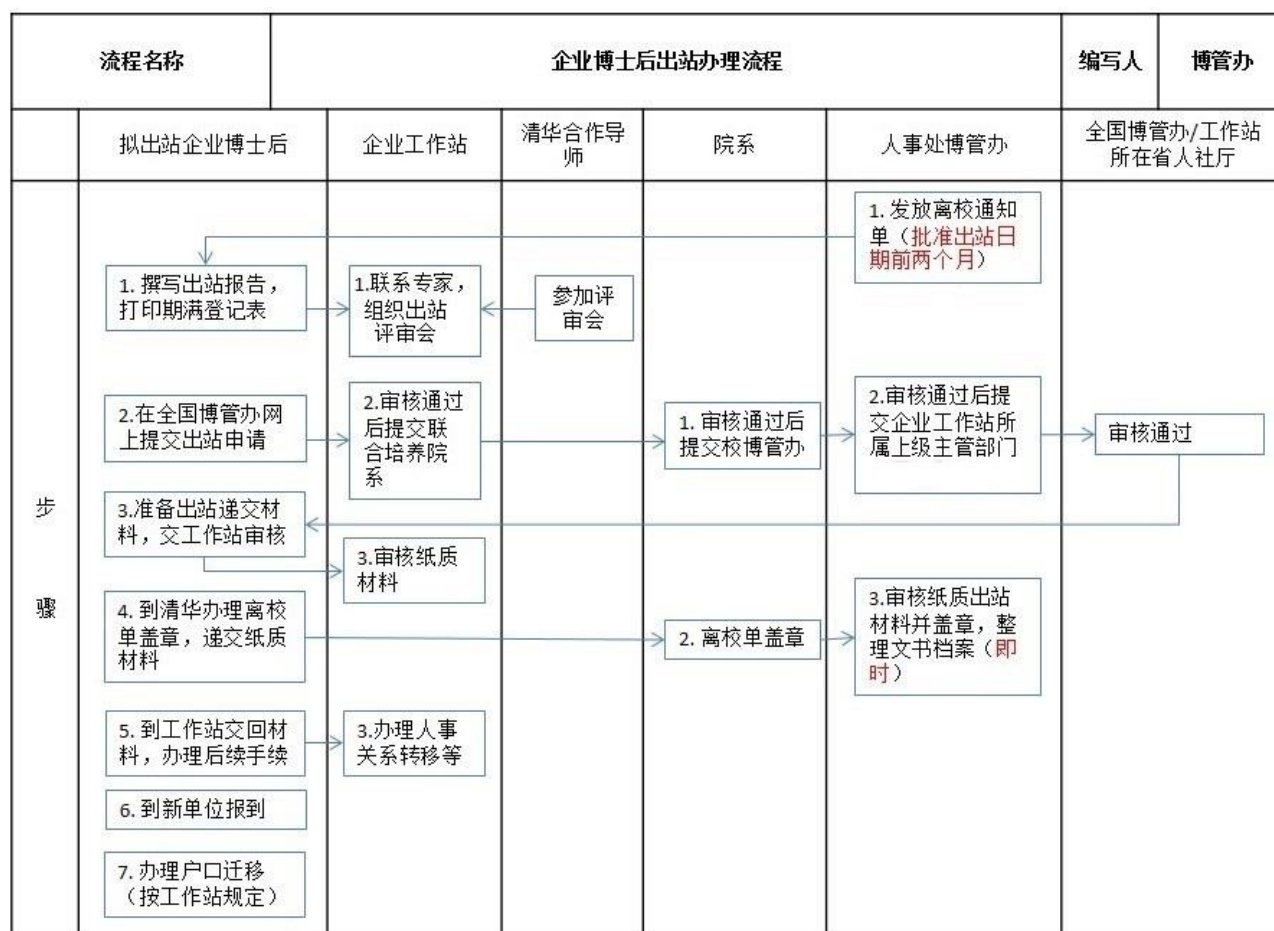 流程名称
企业博士后出站办理流程
编写人
博管办
拟出站企业博士后
企业工作站
清华合作导
师
院系
人事处博管办
全国博管办/工作站
所在省人社厅
步
骤
1. 发放离校通知
单（批准出站日
期前两个月）
1. 撰写出站报告，
打印期满登记表
1.联系专家，
组织出站
评审会
参加评
审会
2.在全国博管办网
上提交出站申请
2.审核通过
后提交联
合培养院
系
1. 审核通过后
提交校博管办
2.审核通过后提
交企业工作站所
属上级主管部门
审核通过
3.准备出站递交材
料，交工作站审核
3.审核纸质
材料
4. 到清华办理离校
单盖章，递交纸质
材料
2. 离校单盖章
3.审核纸质出站
材料并盖章，整
理文书档案（即
时）
5. 到工作站交回材
料，办理后续手续
3.办理人事
关系转移等
6. 到新单位报到
7. 办理户口迁移
（按工作站规定）